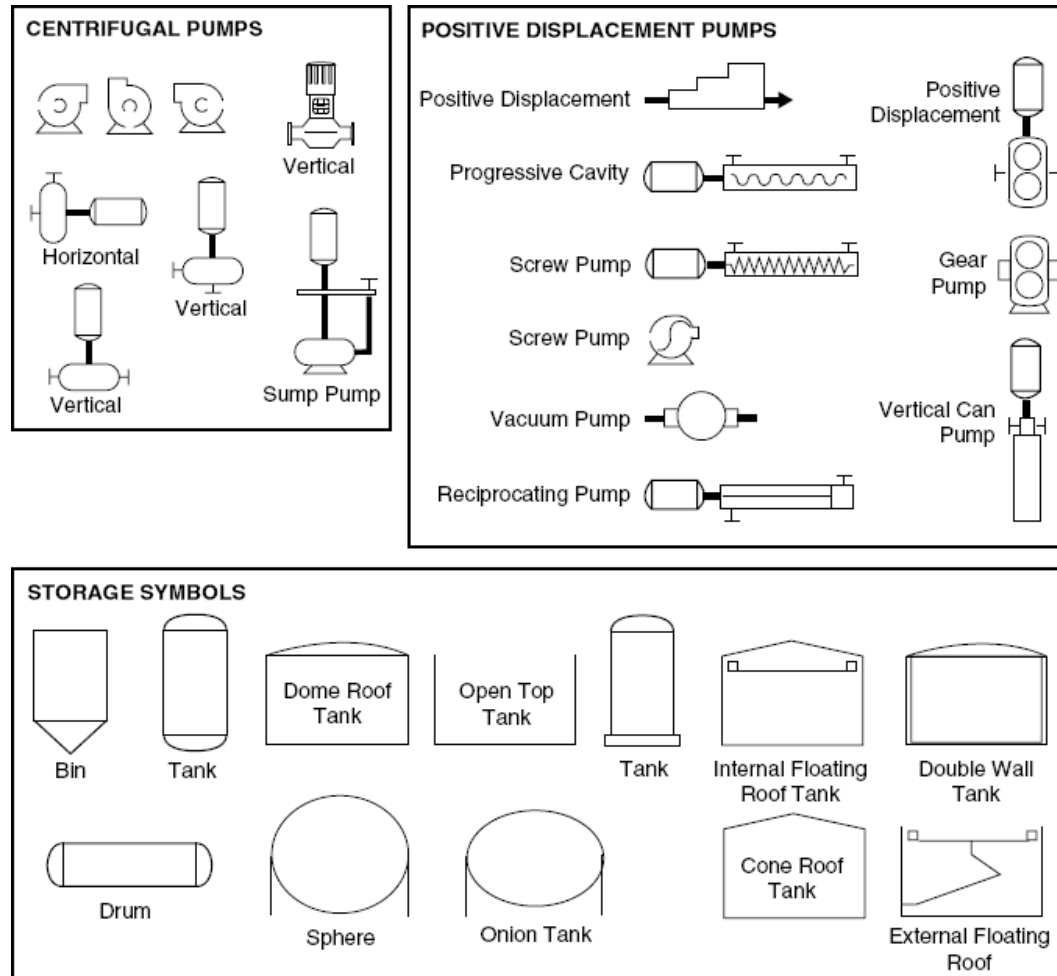 CENTRIFUGAL PUMPS
Vertical
Horizontal
Vertical
Vertical
Sump Pump
POSITIVE DISPLACEMENT PUMPS
Positive Displacement
Progressive Cavity
Screw Pump
Screw Pump
Vacuum Pump
Reciprocating Pump
Positive
Displacement
Gear
Pump
Vertical Can
Pump
STORAGE SYMBOLS
Bin
Tank
Dome Roof
Tank
Open Top
Tank
Tank
Internal Floating
Roof Tank
Double Wall
Tank
Drum
Sphere
Onion Tank
Cone Roof
Tank
External Floating
Roof